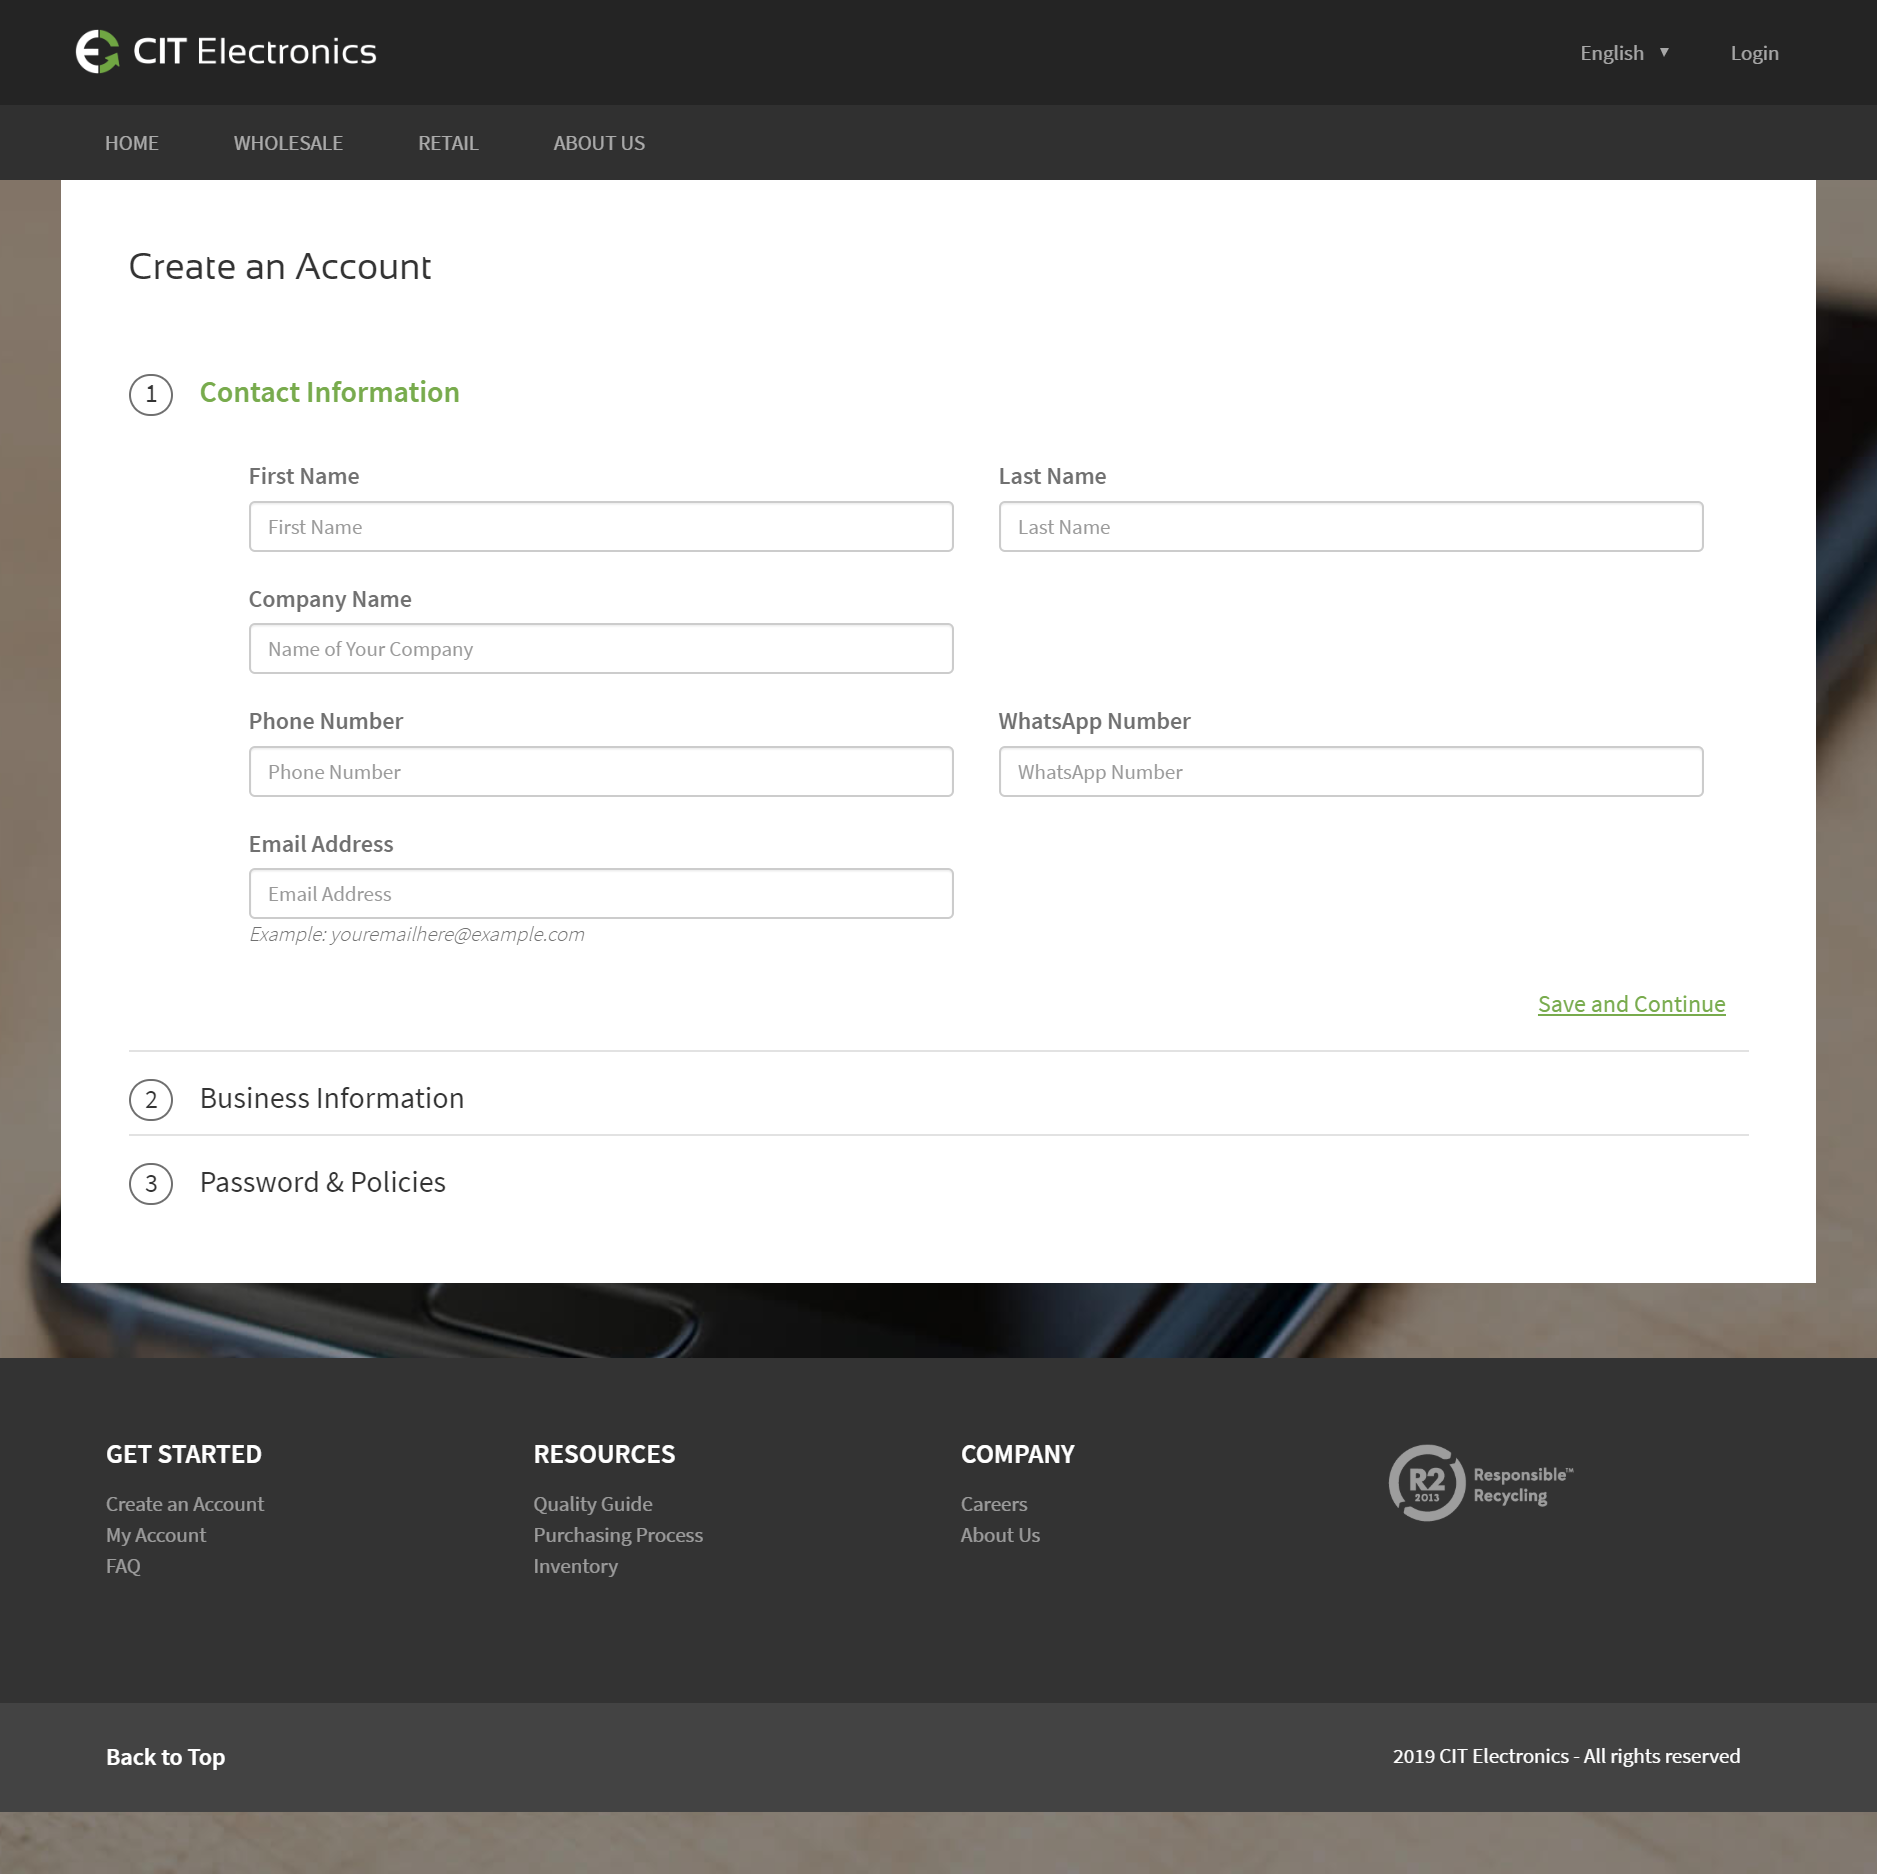 CIT Electronics
English ▼ Login
HOME WHOLESALE RETAIL ABOUT US
Create an Account
1 Contact Information
First Name Last Name
First Name Last Name
Company Name
Name of Your Company
Phone Number WhatsApp Number
Phone Number WhatsApp Number
Email Address
Email Address
Example: youremailhere@example.com
Save and Continue
2 Business Information
3 Password & Policies
GET STARTED
Create an Account
My Account
FAQ
RESOURCES
Quality Guide
Purchasing Process
Inventory
COMPANY
Careers
About Us
R2
2013
Responsible™
Recycling
Back to Top
2019 CIT Electronics - All rights reserved